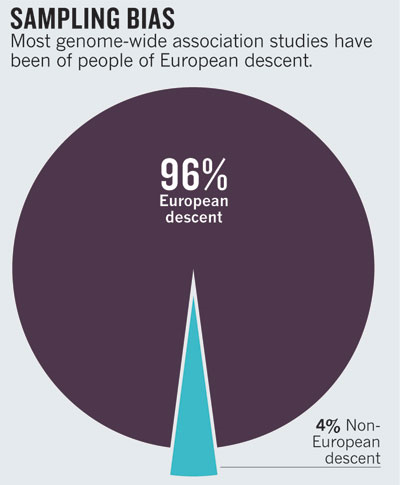 SAMPLING BIAS
Most genome-wide association studies have
been of people of European descent.
96%
European
descent
4% Non-
European
descent